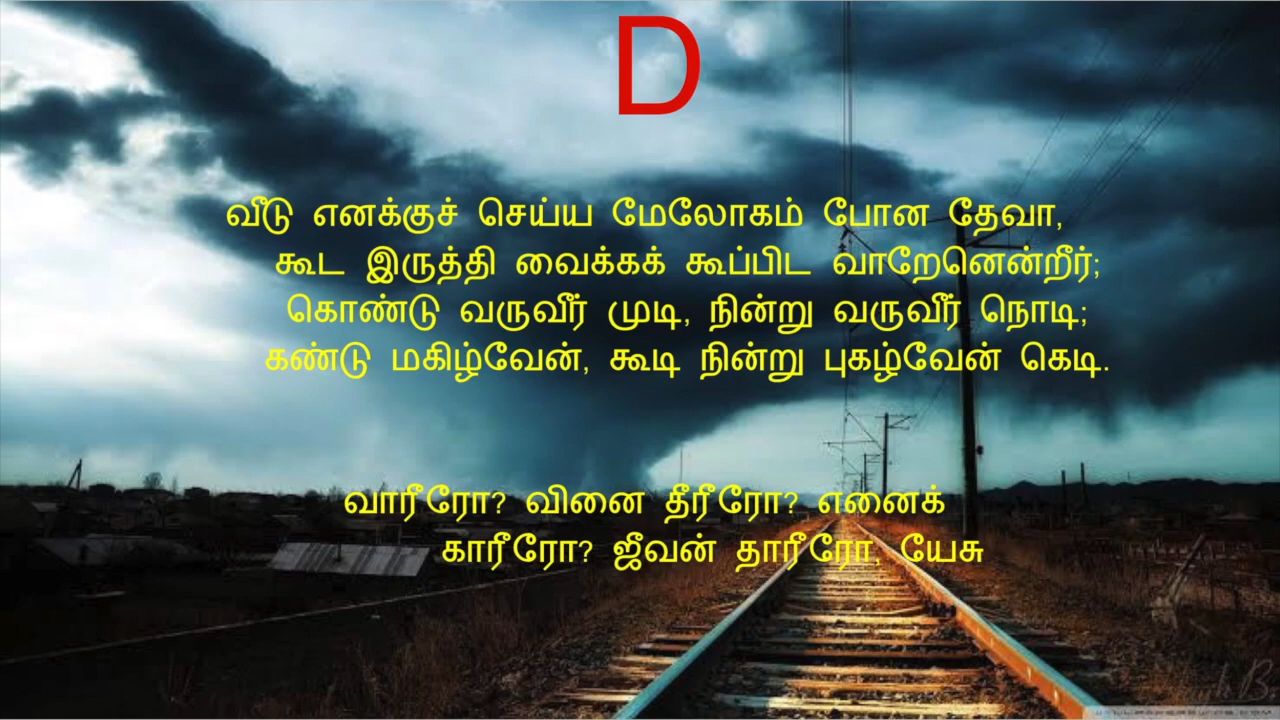 D
வீடு எனக்குச் செய்ய மேலோகம் போன தேவா,
கூட இருத்தி வைக்கக் கூப்பிட வாறேனென்றீர்;
கொண்டு வருவீர் முடி, நின்று வருவீர் நொடி;
கண்டு மகிழ்வேன், கூடி நின்று புகழ்வேன் கெடி.
வாரீரோ? வினை தீரீரோ? எனைக்
காரீரோ? ஜீவன் தாரீரோ, யேசு